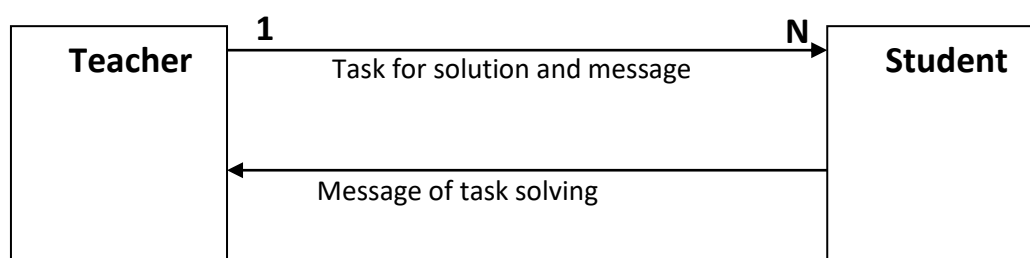 1
N
Teacher
Task for solution and message
Student
Message of task solving